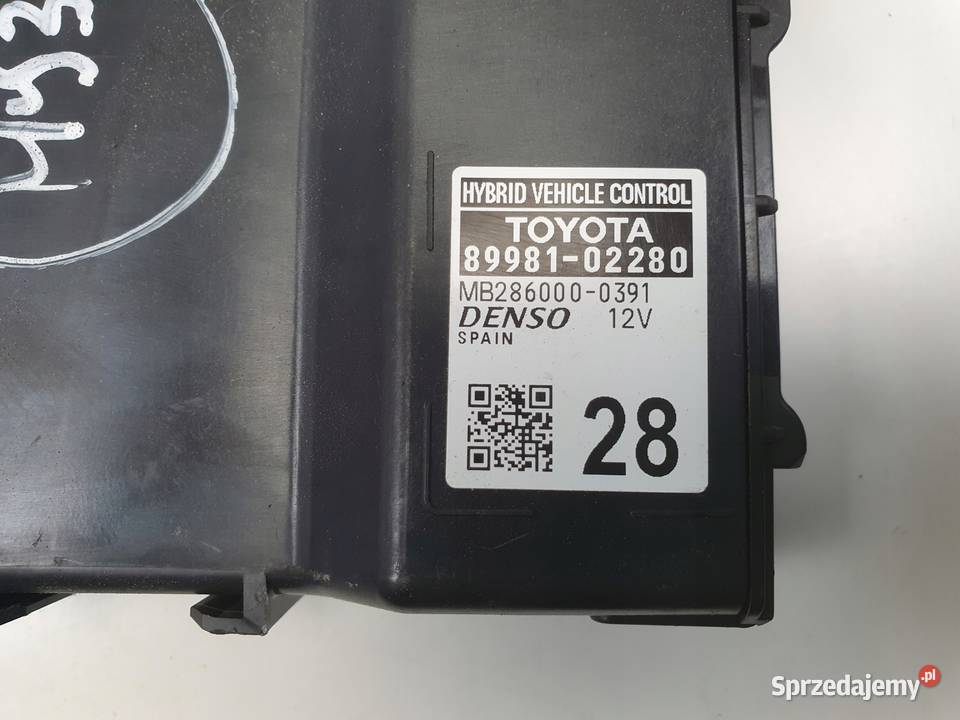 HYBRID VEHICLE CONTROL
TOYOTA
89981-02280
MB286000-0391
DENSO 12V
SPAIN
28
Sprzedajemy.pl